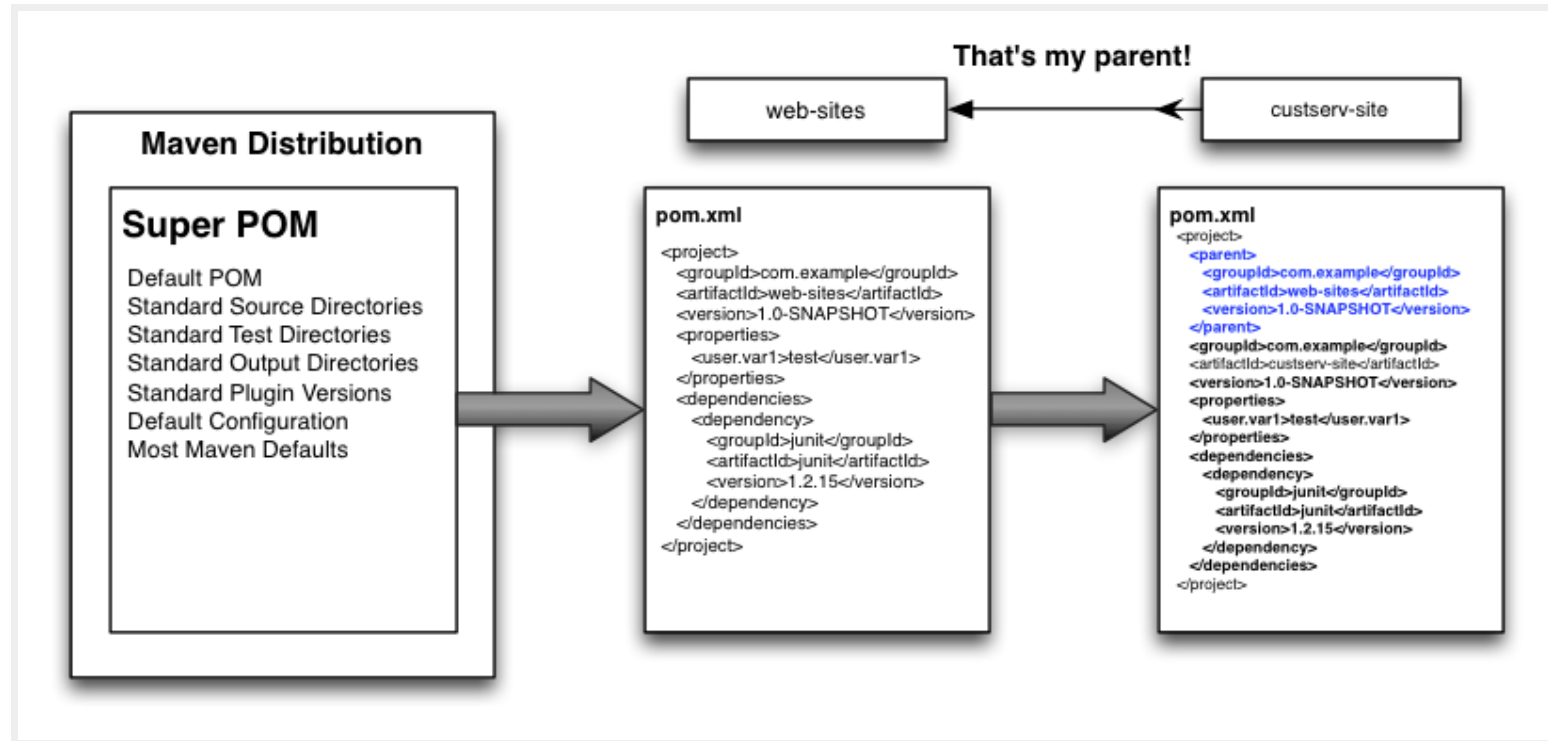 That's my parent!
web-sites
custserv-site
Maven Distribution
Super POM
Default POM
Standard Source Directories
Standard Test Directories
Standard Output Directories
Standard Plugin Versions
Default Configuration
Most Maven Defaults
pom.xml
<project>
<groupId>com.example</groupId>
<artifactId>web-sites</artifactId>
<version>1.0-SNAPSHOT</version>
<properties>
<user.var1>test</user.var1>
</properties>
<dependencies>
<dependency>
<groupId>junit</groupId>
<artifactId>junit</artifactId>
<version>1.2.15</version>
</dependency>
</dependencies>
</project>
pom.xml
<project>
<parent>
<groupId>com.example</groupId>
<artifactId>web-sites</artifactId>
<version>1.0-SNAPSHOT</version>
</parent>
<groupId>com.example</groupId>
<artifactId>custserv-site</artifactId>
<version>1.0-SNAPSHOT</version>
<properties>
<user.var1>test</user.var1>
</properties>
<dependencies>
<dependency>
<groupId>junit</groupId>
<artifactId>junit</artifactId>
<version>1.2.15</version>
</dependency>
</dependencies>
</project>